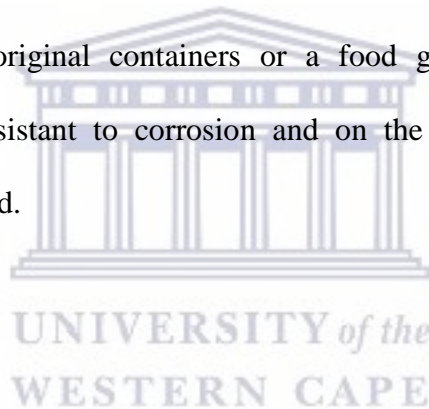 original containers or a food g
sistant to corrosion and on the
d.
UNIVERSITY of the
WESTERN CAPE